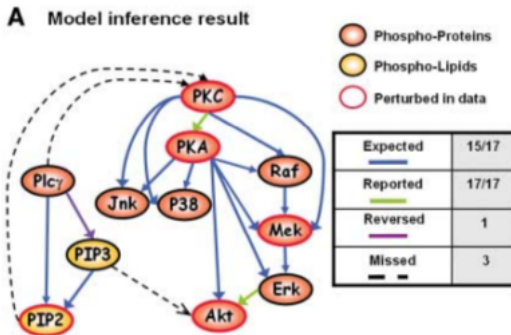 A Model inference result
Phospho-Proteins
Phospho-Lipids
Perturbed in data
PKC
PKA
Plcγ
Raf
Jnk
P38
Mek
PIP3
Erk
PIP2
Akt
Expected 15/17
Reported 17/17
Reversed 1
Missed 3